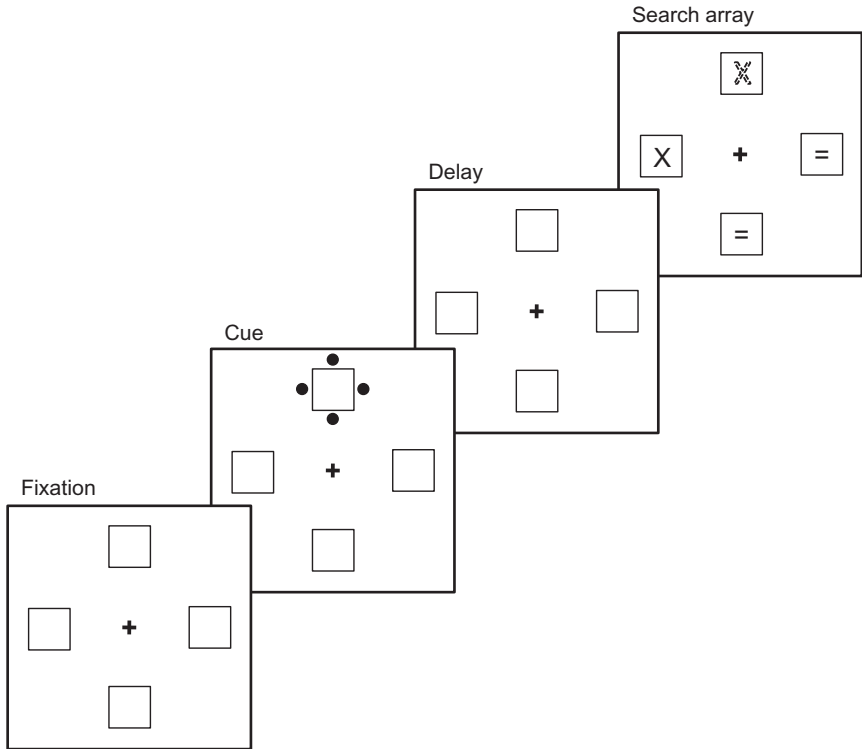 Search array
X
X
+
=
=
Delay
+
Cue
+
Fixation
+